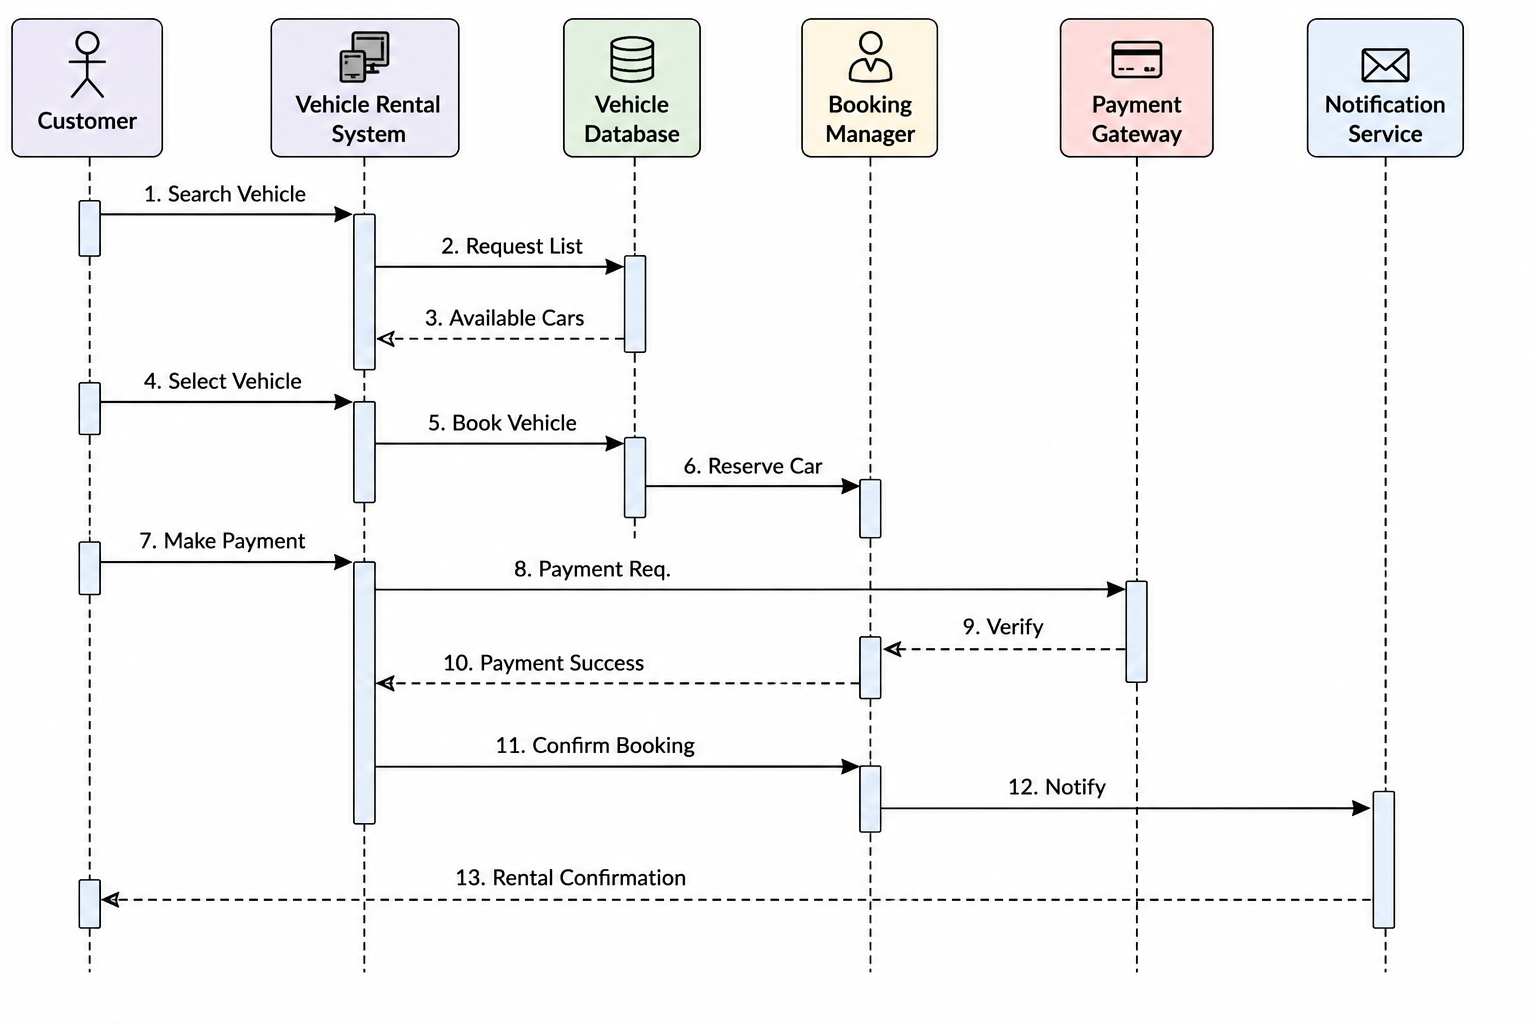 Customer
Vehicle Rental
System
Vehicle
Database
Booking
Manager
Payment
Gateway
Notification
Service
1. Search Vehicle
2. Request List
3. Available Cars
4. Select Vehicle
5. Book Vehicle
6. Reserve Car
7. Make Payment
8. Payment Req.
9. Verify
10. Payment Success
11. Confirm Booking
12. Notify
13. Rental Confirmation